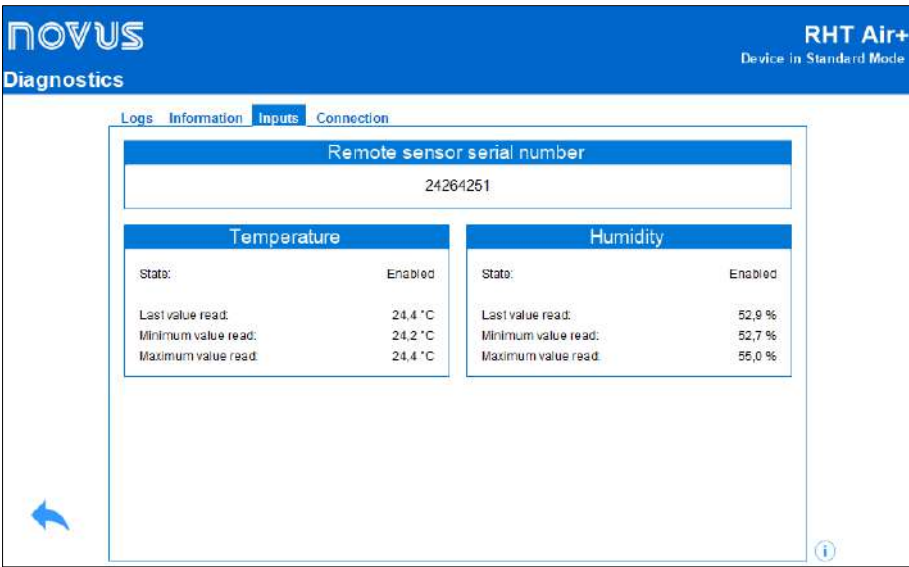 novus
RHT Air+
Device in Standard Mode
Diagnostics
Logs Information Inputs Connection
Remote sensor serial number
24264251
Temperature
State: Enabled
Last value read: 24,4 °C
Minimum value read: 24,2 °C
Maximum value read: 24,4 °C
Humidity
State: Enabled
Last value read: 52,9 %
Minimum value read: 52,7 %
Maximum value read: 55,0 %
i